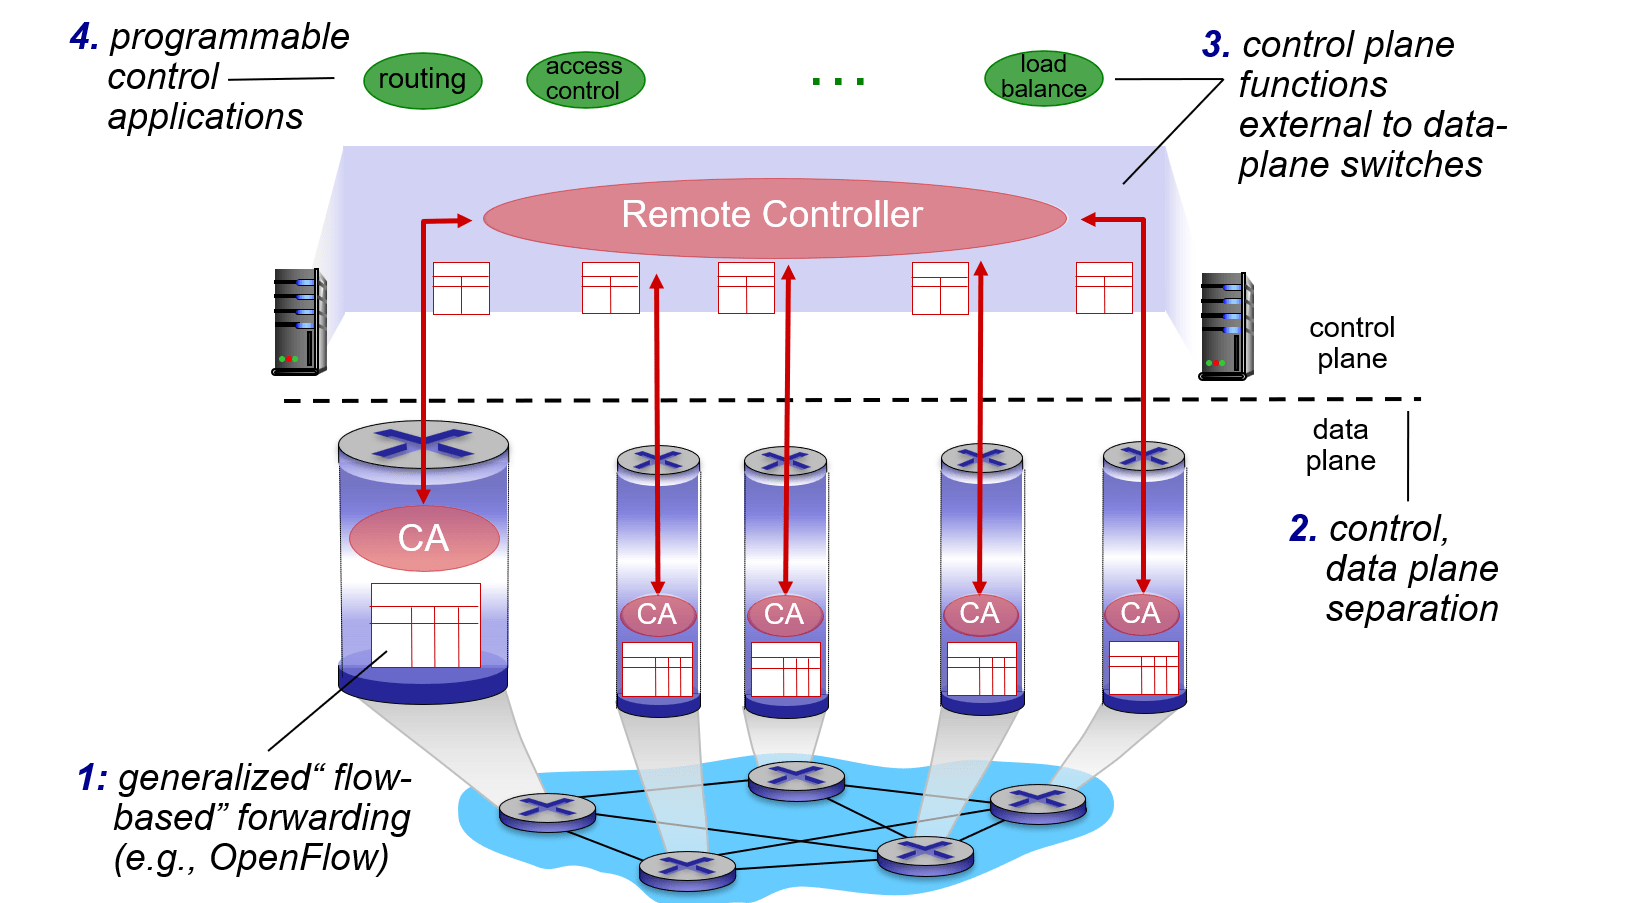 4. programmable
control
applications
routing
access
control
...
load
balance
3. control plane
functions
external to data-
plane switches
Remote Controller
control
plane
data
plane
CA
CA
CA
CA
CA
2. control,
data plane
separation
1: generalized“ flow-
based” forwarding
(e.g., OpenFlow)